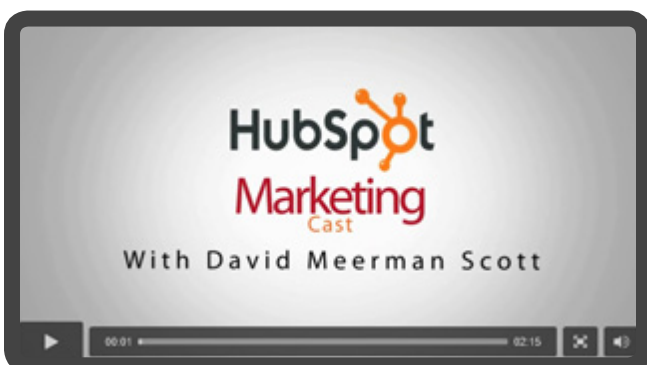 HubSpot
Marketing
Cast
With David Meerman Scott
00:01 02:15